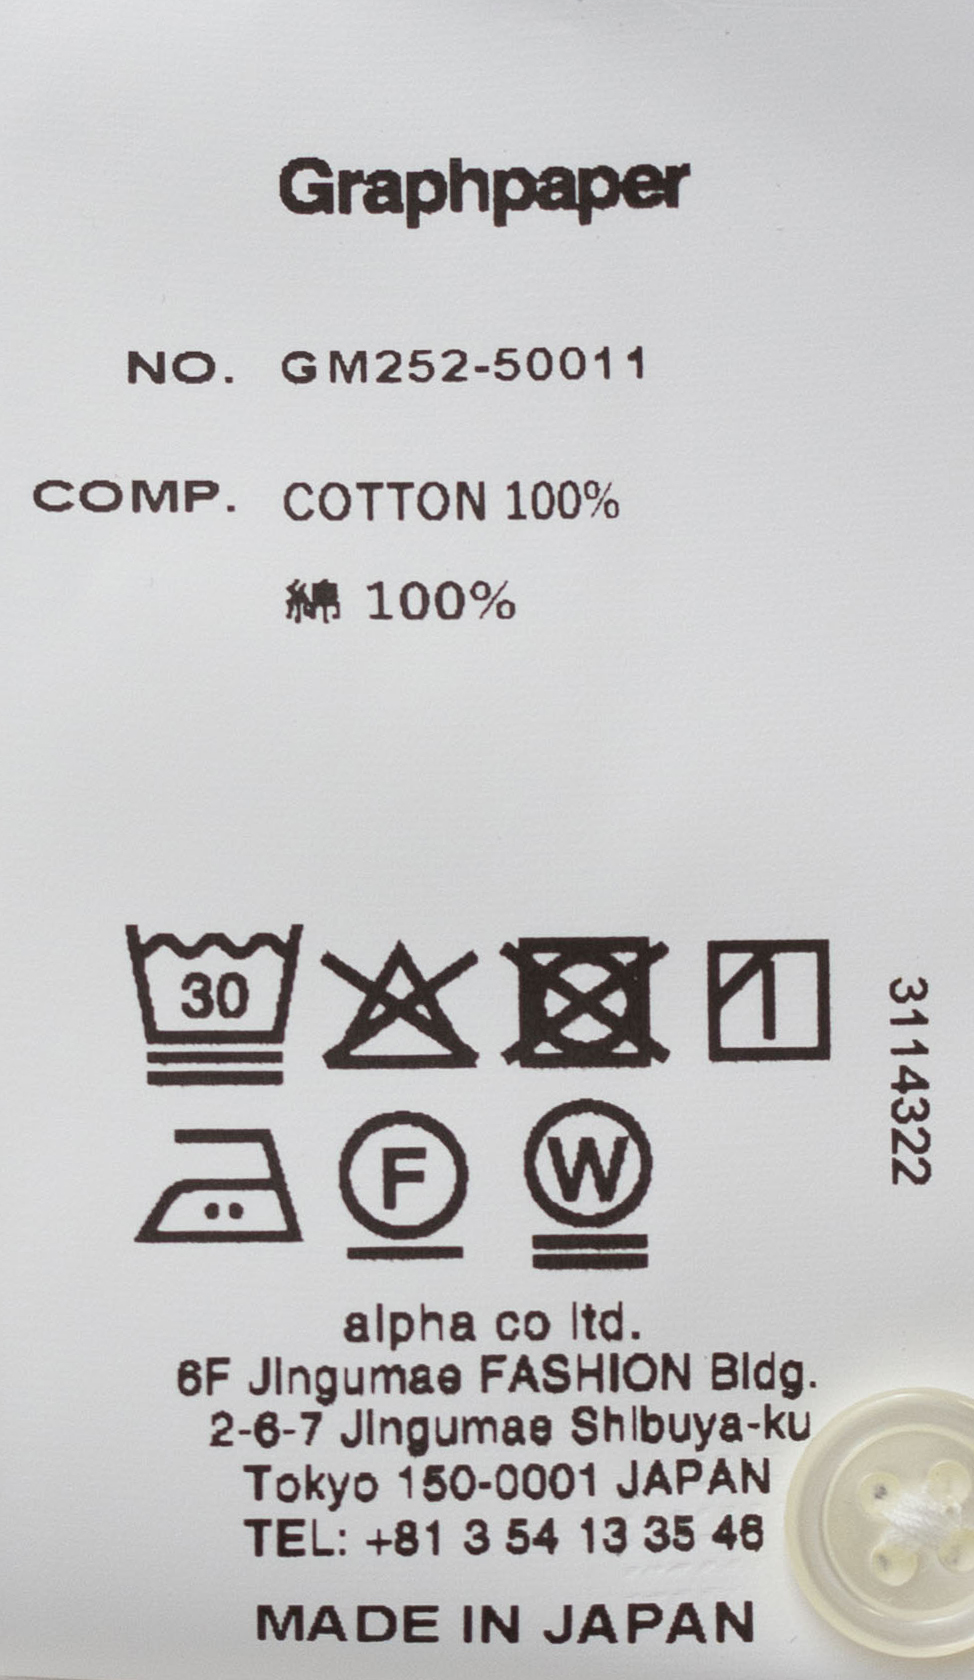 Graphpaper
NO. GM252-50011
COMP. COTTON 100%
綿 100%
30
3114322
F
W
alpha co ltd.
6F Jingumae FASHION Bldg.
2-6-7 Jingumae Shibuya-ku
Tokyo 150-0001 JAPAN
TEL: +81 3 54 13 35 48
MADE IN JAPAN